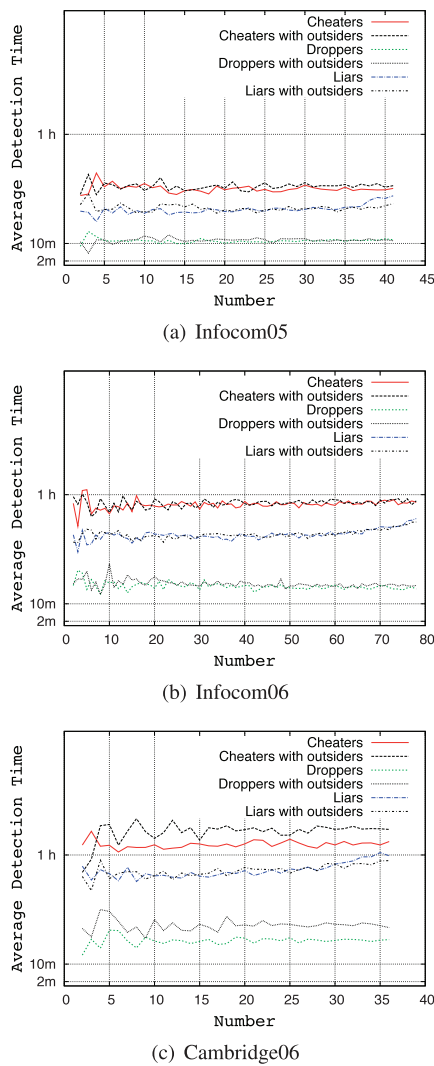 Average Detection Time
Cheaters
Cheaters with outsiders
Droppers
Droppers with outsiders
Liars
Liars with outsiders
1 h
10m
2m
0 5 10 15 20 25 30 35 40 45
Number
(a) Infocom05
Average Detection Time
Cheaters
Cheaters with outsiders
Droppers
Droppers with outsiders
Liars
Liars with outsiders
1 h
10m
2m
0 10 20 30 40 50 60 70 80
Number
(b) Infocom06
Average Detection Time
Cheaters
Cheaters with outsiders
Droppers
Droppers with outsiders
Liars
Liars with outsiders
1 h
10m
2m
0 5 10 15 20 25 30 35 40
Number
(c) Cambridge06